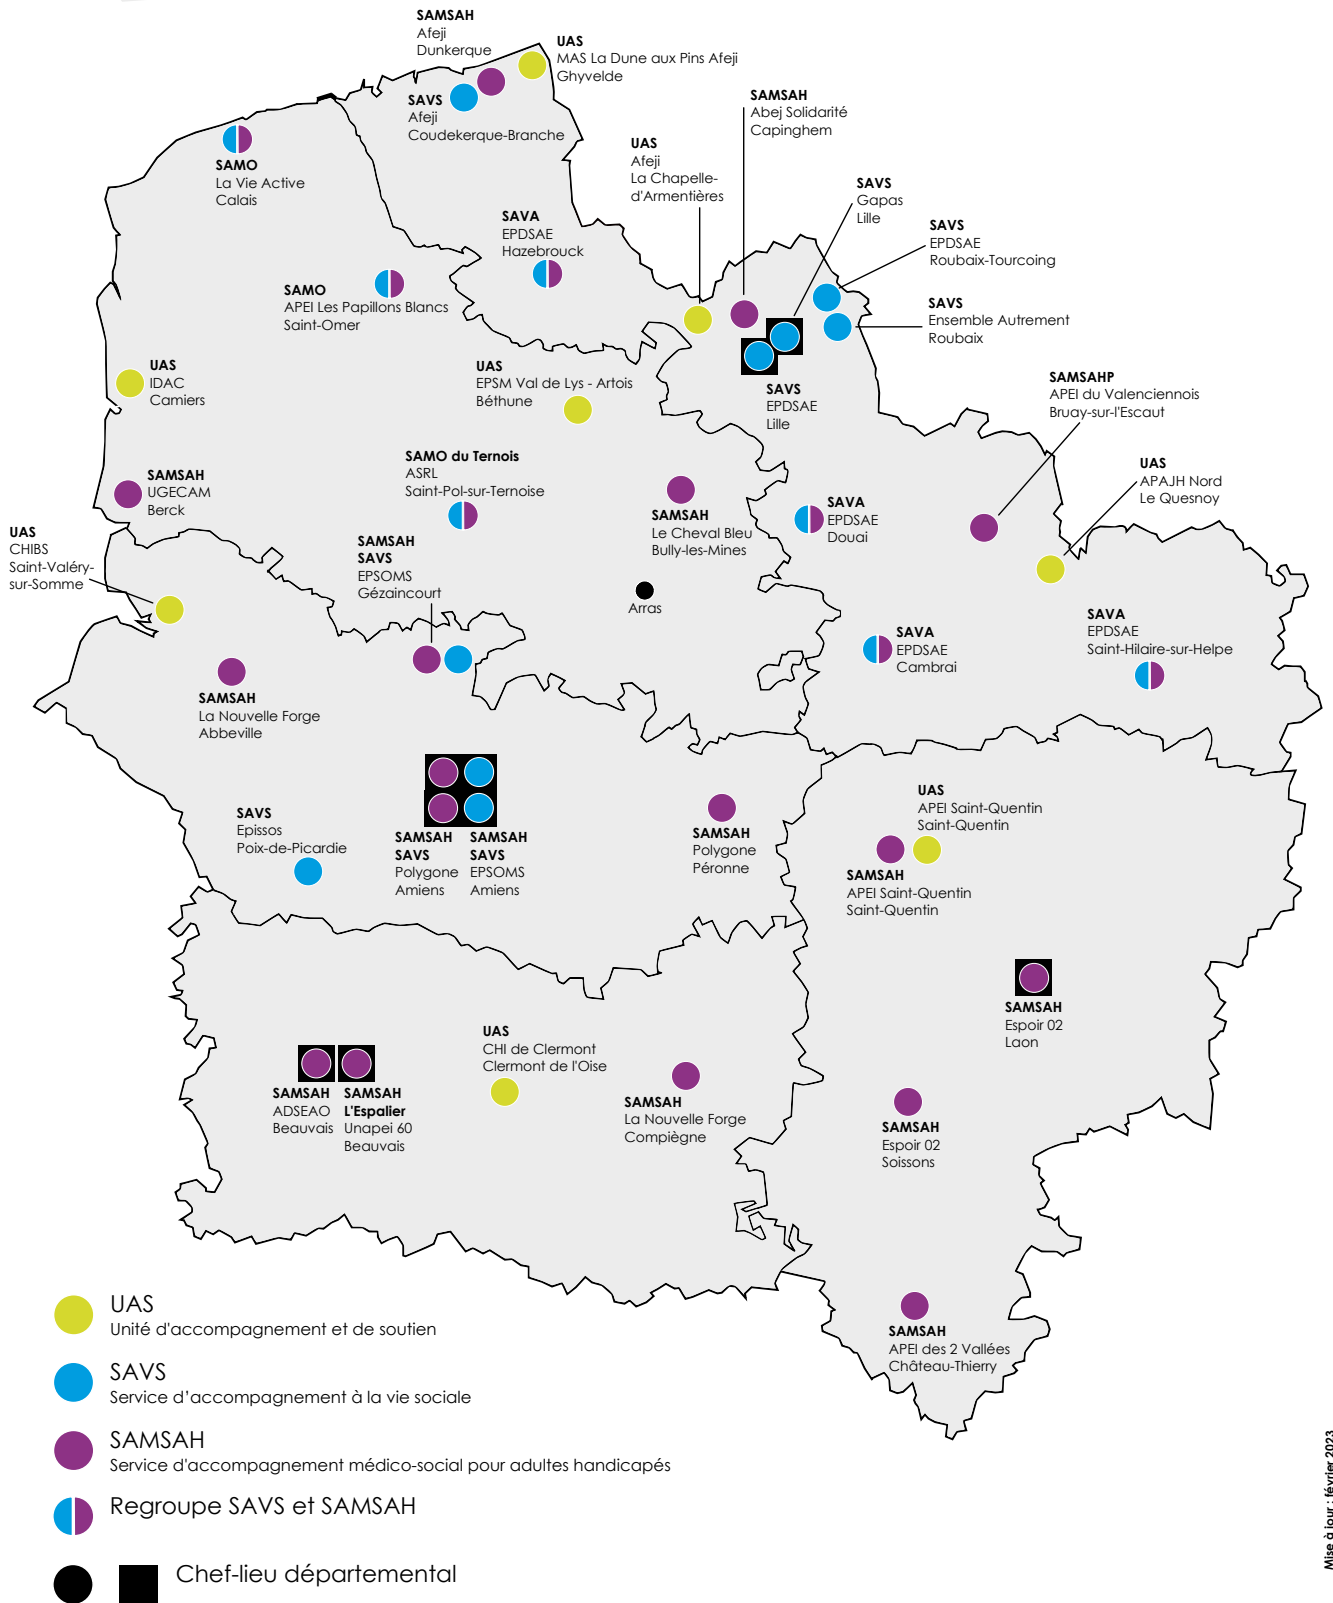 SAMSAH
Afeji
Dunkerque
UAS
MAS La Dune aux Pins Afeji
Ghyvelde
SAVS
Afeji
Coudekerque-Branche
SAMSAH
Abej Solidarité
Capinghem
UAS
Afeji
La Chapelle-
d'Armentières
SAMO
La Vie Active
Calais
SAVS
Gapas
Lille
SAVA
EPDSAE
Hazebrouck
SAVS
EPDSAE
Roubaix-Tourcoing
SAMO
APEI Les Papillons Blancs
Saint-Omer
SAVS
Ensemble Autrement
Roubaix
UAS
IDAC
Camiers
UAS
EPSM Val de Lys - Artois
Béthune
SAVS
EPDSAE
Lille
SAMSAHP
APEI du Valenciennois
Bruay-sur-l'Escaut
SAMSAH
UGECAM
Berck
SAMO du Ternois
ASRL
Saint-Pol-sur-Ternoise
UAS
APAJH Nord
Le Quesnoy
SAMSAH
Le Cheval Bleu
Bully-les-Mines
SAVA
EPDSAE
Douai
UAS
CHIBS
Saint-Valéry-
sur-Somme
SAMSAH
SAVS
EPSOMS
Gézaincourt
Arras
SAVA
EPDSAE
Cambrai
SAVA
EPDSAE
Saint-Hilaire-sur-Helpe
SAMSAH
La Nouvelle Forge
Abbeville
SAVS
Epissos
Poix-de-Picardie
SAMSAH
SAVS
Polygone
Amiens
SAMSAH
SAVS
EPSOMS
Amiens
SAMSAH
Polygone
Péronne
UAS
APEI Saint-Quentin
Saint-Quentin
SAMSAH
APEI Saint-Quentin
Saint-Quentin
SAMSAH
Espoir 02
Laon
UAS
CHI de Clermont
Clermont de l'Oise
SAMSAH
ADSEAO
Beauvais
SAMSAH
L'Espalier
Unapei 60
Beauvais
SAMSAH
La Nouvelle Forge
Compiègne
SAMSAH
Espoir 02
Soissons
SAMSAH
APEI des 2 Vallées
Château-Thierry
UAS
Unité d'accompagnement et de soutien
SAVS
Service d'accompagnement à la vie sociale
SAMSAH
Service d'accompagnement médico-social pour adultes handicapés
Regroupe SAVS et SAMSAH
Chef-lieu départemental
Mise à jour : février 2023